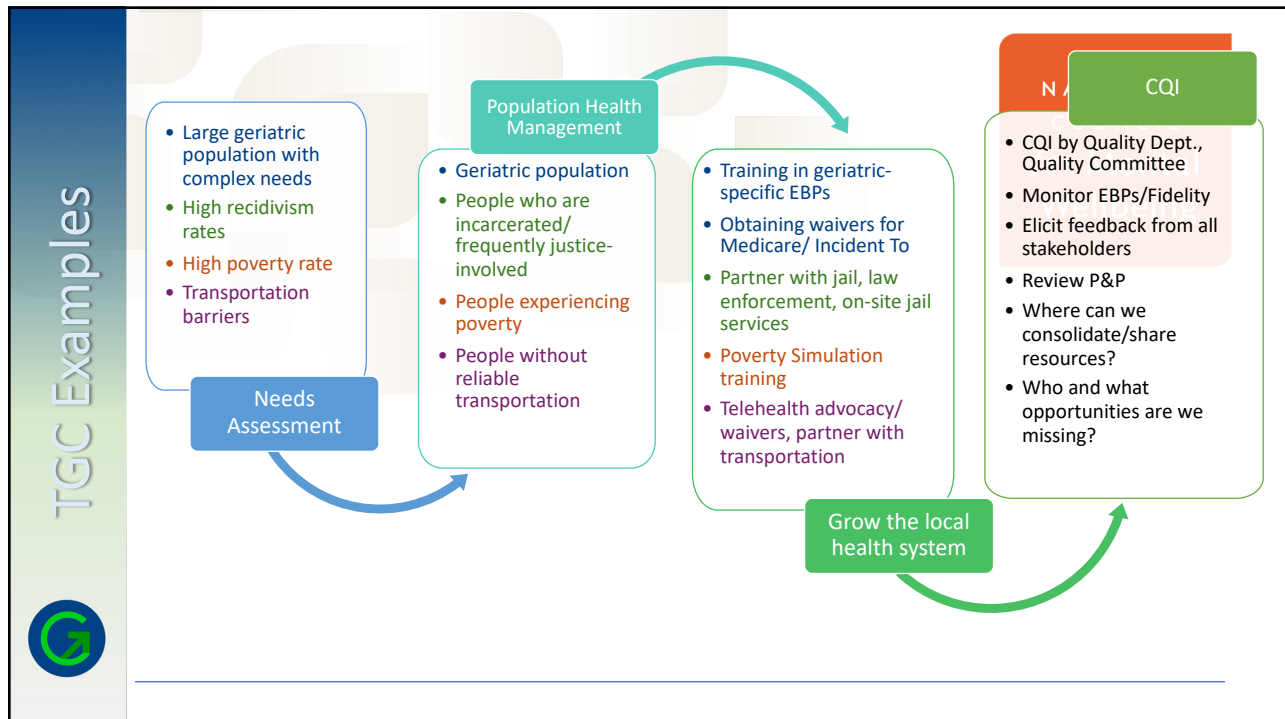 TGC Examples
• Large geriatric
population with
complex needs
• High recidivism
rates
• High poverty rate
• Transportation
barriers
Needs
Assessment
Population Health
Management
• Geriatric population
• People who are
incarcerated/
frequently justice-
involved
• People experiencing
poverty
• People without
reliable
transportation
• Training in geriatric-
specific EBPs
• Obtaining waivers for
Medicare/ Incident To
• Partner with jail, law
enforcement, on-site jail
services
• Poverty Simulation
training
• Telehealth advocacy/
waivers, partner with
transportation
Grow the local
health system
CQI
• CQI by Quality Dept.,
Quality Committee
• Monitor EBPs/Fidelity
• Elicit feedback from all
stakeholders
• Review P&P
• Where can we
consolidate/share
resources?
• Who and what
opportunities are we
missing?
Wellbeing